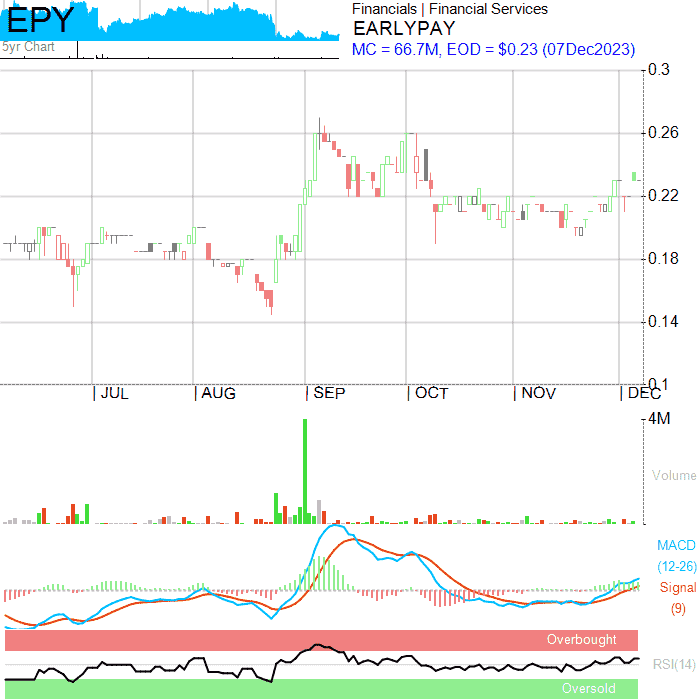 EPY
5yr Chart
Financials | Financial Services
EARLYPAY
MC = 66.7M, EOD = $0.23 (07Dec2023)
0.3
0.26
0.22
0.18
0.14
0.1
JUL AUG SEP OCT NOV DEC
4M
Volume
MACD
(12-26)
Signal
(9)
Overbought
RSI(14)
Oversold